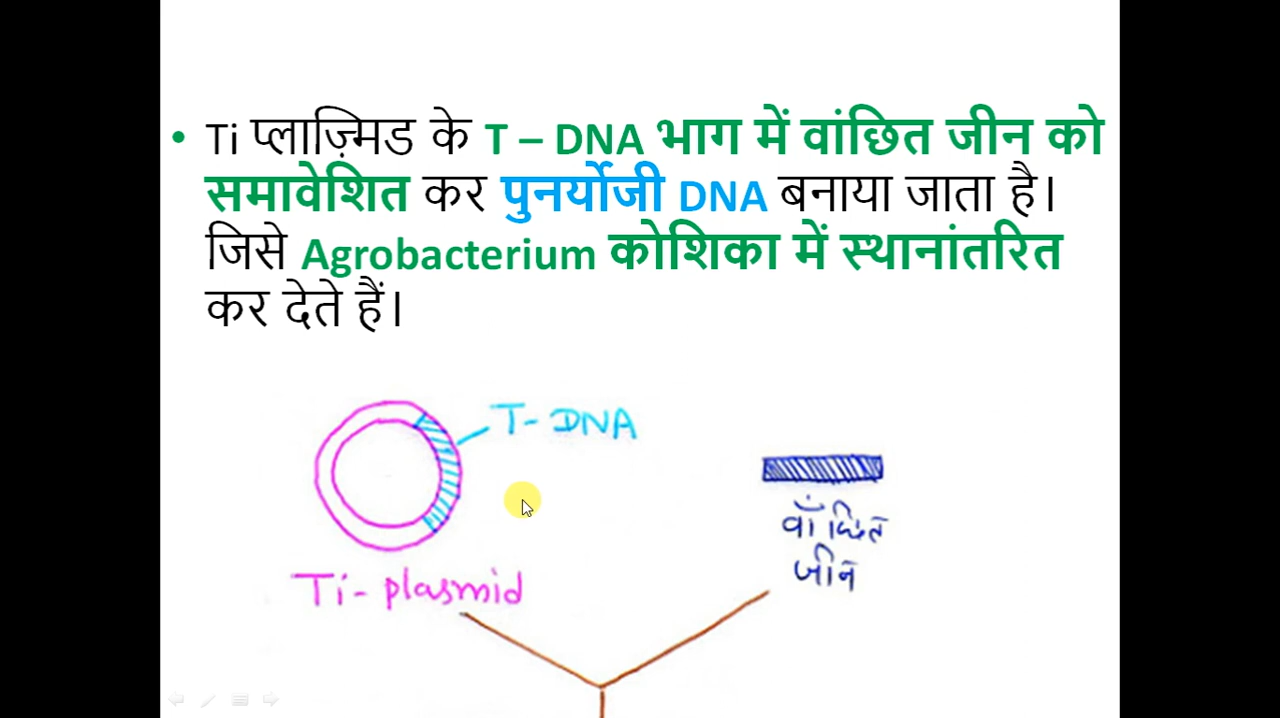 • Ti प्लाज़्मिड के T – DNA भाग में वांछित जीन को
समावेशित कर पुनर्योजी DNA बनाया जाता है।
जिसे Agrobacterium कोशिका में स्थानांतरित
कर देते हैं।
T-DNA
वाँछित
जीन
Ti-plasmid